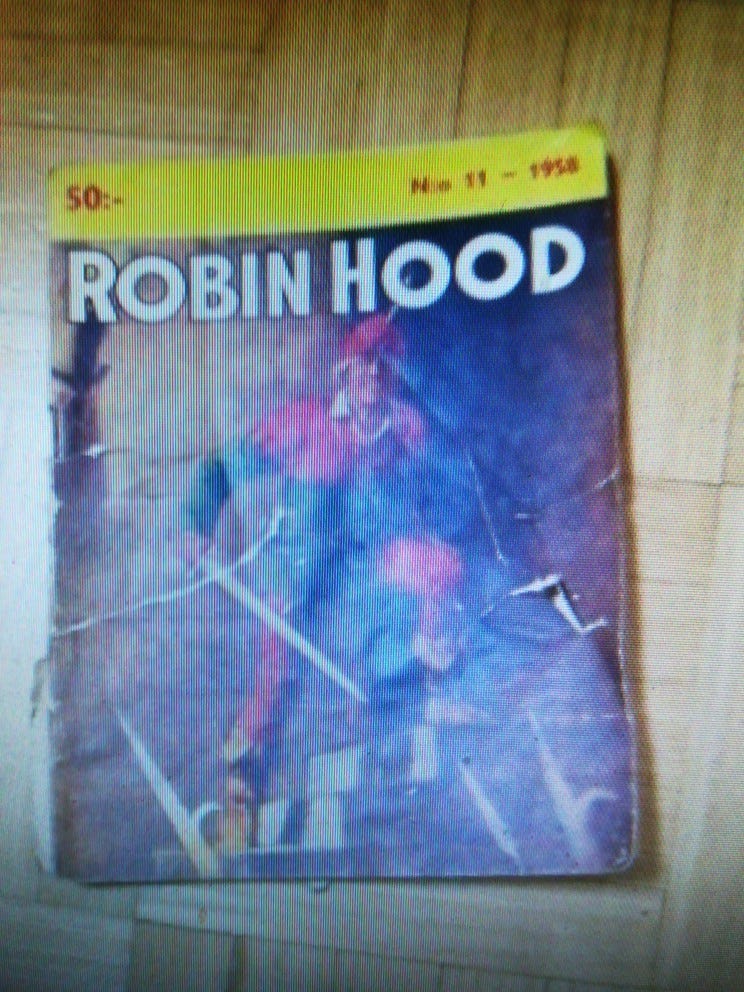 50:- N:o 11 - 1958
ROBIN HOOD